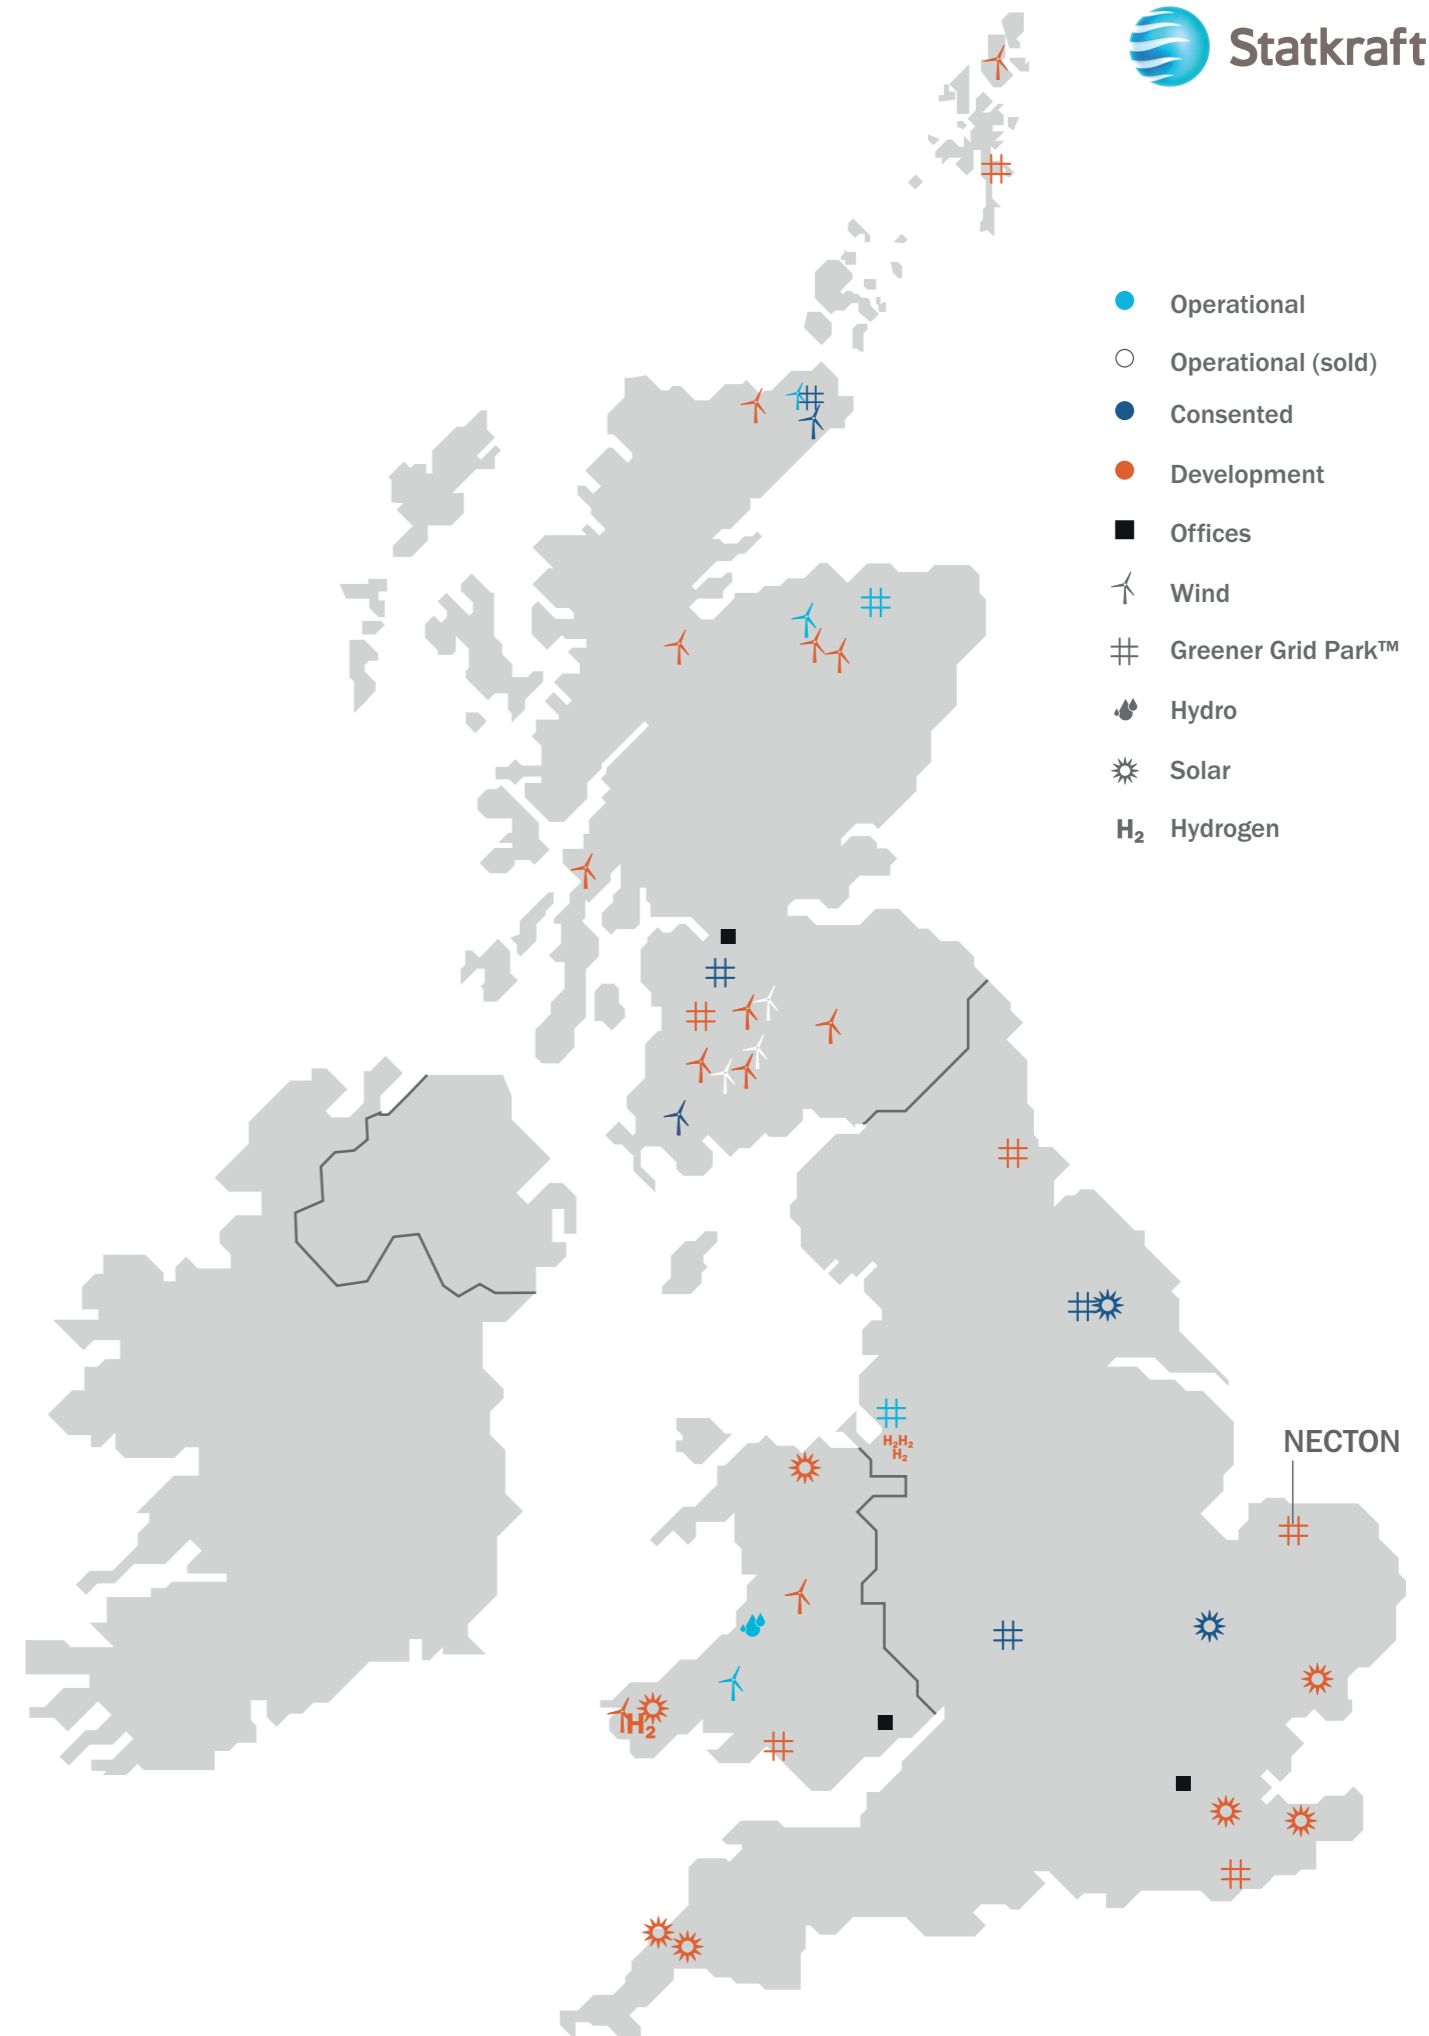 Statkraft
Operational
Operational (sold)
Consented
Development
Offices
Wind
Greener Grid Park™
Hydro
Solar
H₂ Hydrogen
H₂H₂
H₂
NECTON
H₂